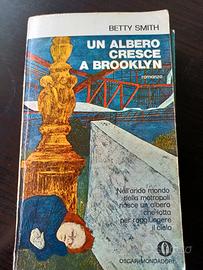 BETTY SMITH
UN ALBERO
CRESCE
A BROOKLYN
romanzo
Nell'arido mondo
della metropoli
nasce un albero
che lotta
per raggiungere
il cielo
OSCAR MONDADORI